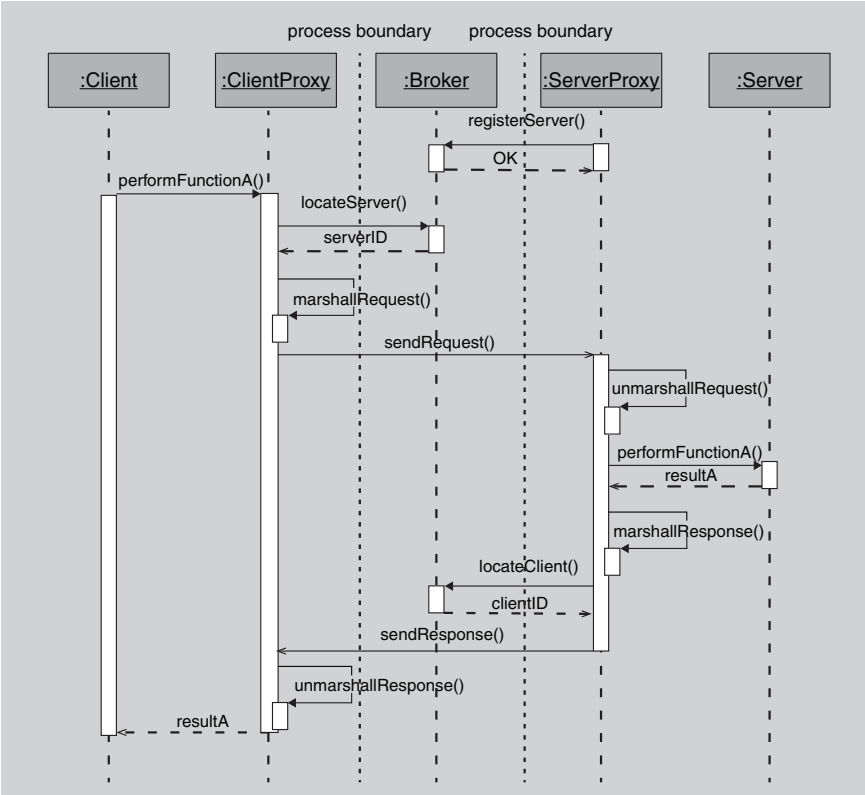 process boundary process boundary
:Client :ClientProxy :Broker :ServerProxy :Server
registerServer()
OK
performFunctionA()
locateServer()
serverID
marshallRequest()
sendRequest()
unmarshallRequest()
performFunctionA()
resultA
marshallResponse()
locateClient()
clientID
sendResponse()
unmarshallResponse()
resultA